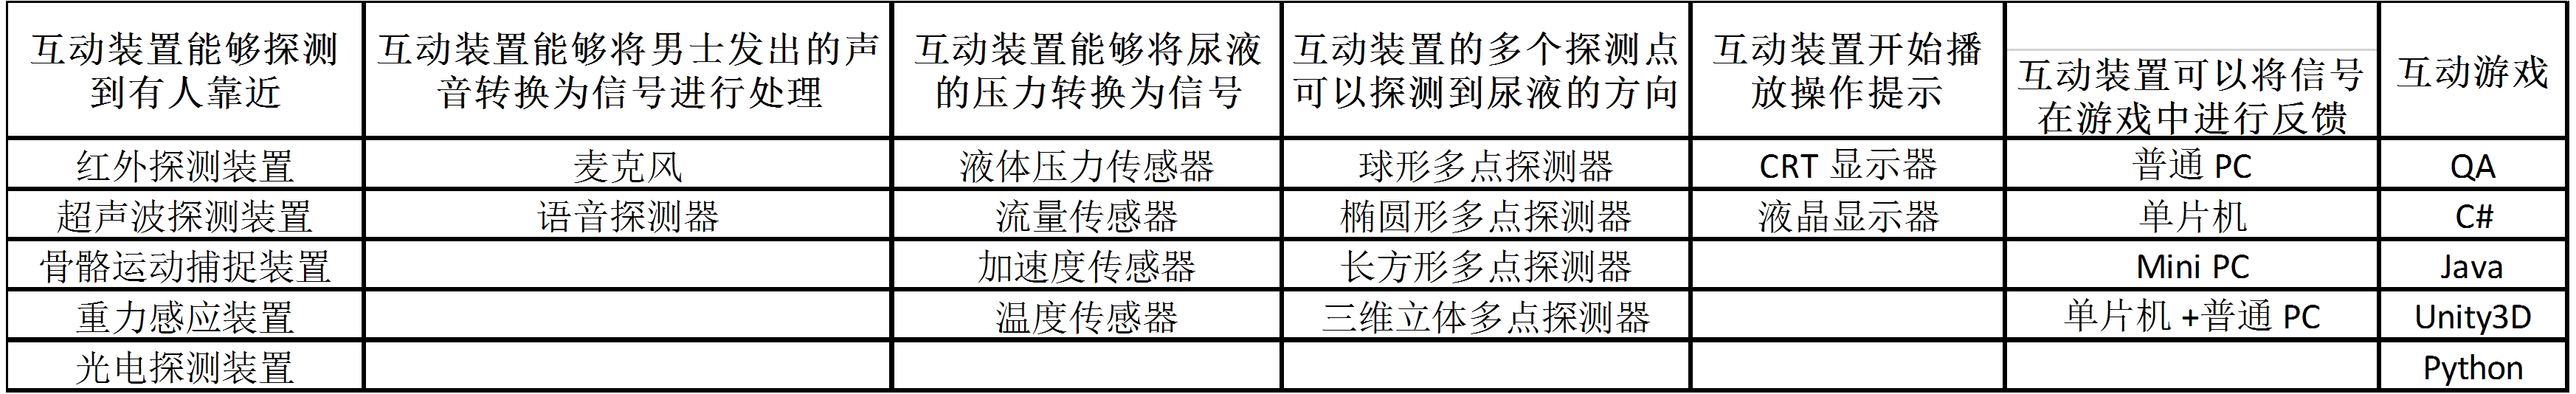 互动装置能够探测
到有人靠近
互动装置能够将男士发出的声
音转换为信号进行处理
互动装置能够将尿液
的压力转换为信号
互动装置的多个探测点
可以探测到尿液的方向
互动装置开始播
放操作提示
互动装置可以将信号
在游戏中进行反馈
互动游戏
红外探测装置
麦克风
液体压力传感器
球形多点探测器
CRT 显示器
普通 PC
QA
超声波探测装置
语音探测器
流量传感器
椭圆形多点探测器
液晶显示器
单片机
C#
骨骼运动捕捉装置
加速度传感器
长方形多点探测器
Mini PC
Java
重力感应装置
温度传感器
三维立体多点探测器
单片机 +普通 PC
Unity3D
光电探测装置
Python